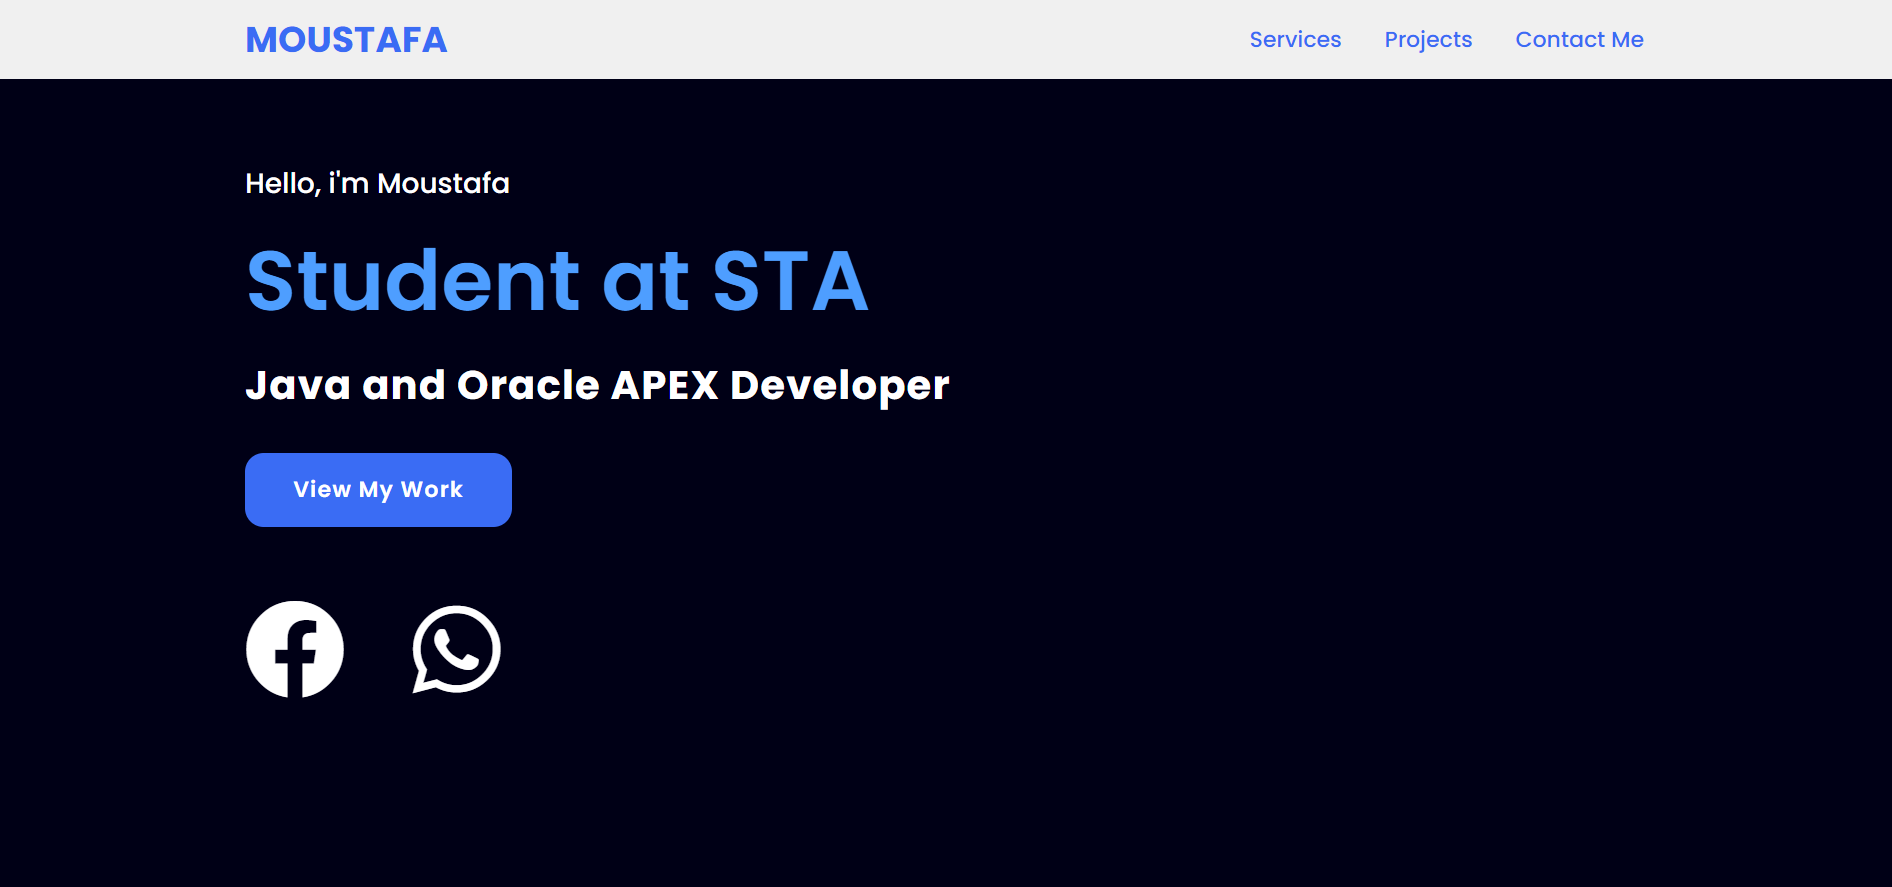 MOUSTAFA
Services Projects Contact Me
Hello, i'm Moustafa
Student at STA
Java and Oracle APEX Developer
View My Work